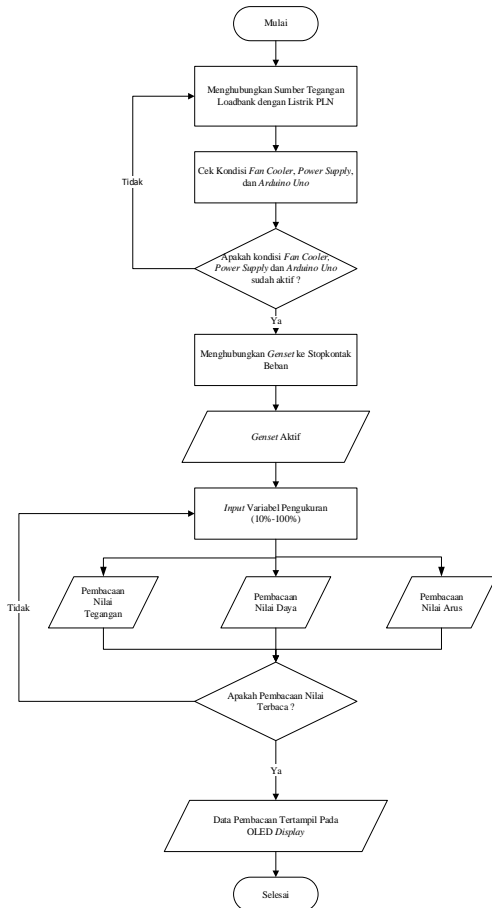 Mulai
Menghubungkan Sumber Tegangan
Loadbank dengan Listrik PLN
Tidak
Cek Kondisi Fan Cooler, Power Supply,
dan Arduino Uno
Apakah kondisi Fan Cooler,
Power Supply dan Arduino Uno
sudah aktif ?
Ya
Menghubungkan Genset ke Stopkontak
Beban
Genset Aktif
Input Variabel Pengukuran
(10%-100%)
Tidak
Pembacaan
Nilai
Tegangan
Pembacaan
Nilai Daya
Pembacaan
Nilai Arus
Apakah Pembacaan Nilai
Terbaca ?
Ya
Data Pembacaan Tertampil Pada
OLED Display
Selesai